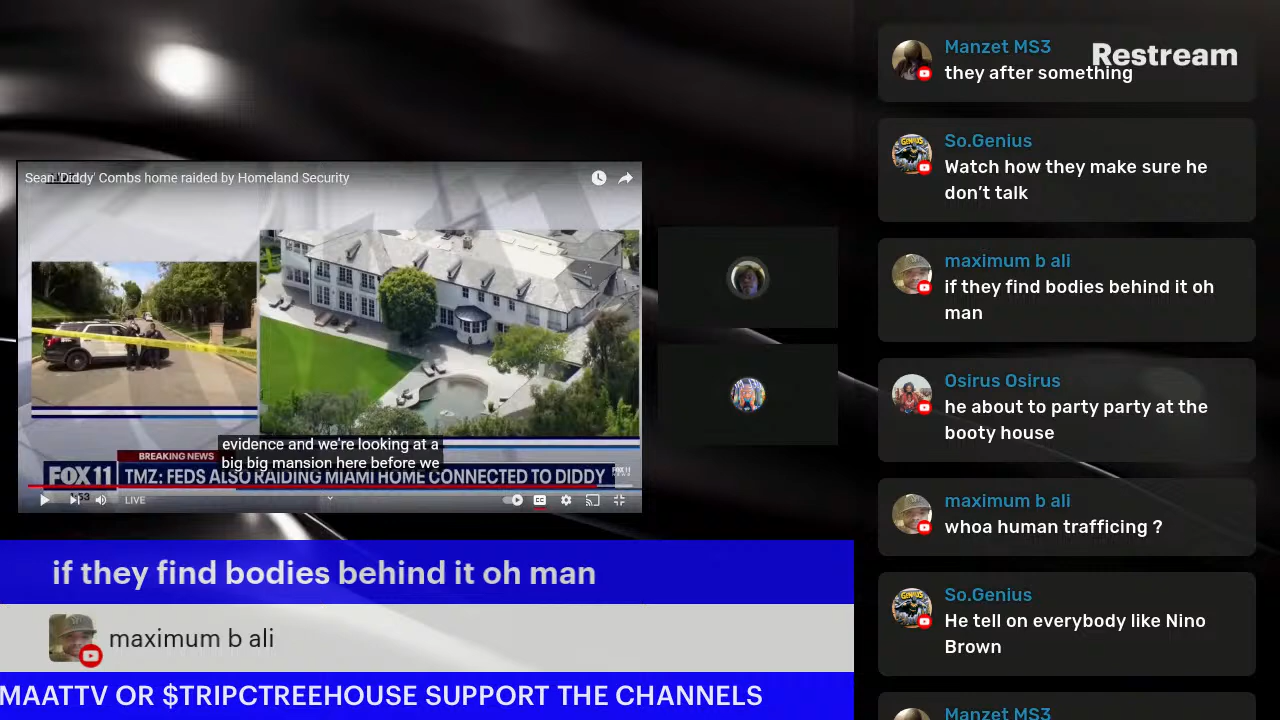 Sean 'Diddy' Combs home raided by Homeland Security
evidence and we're looking at a
big big mansion here before we
BREAKING NEWS
FOX 11
TMZ: FEDS ALSO RAIDING MIAMI HOME CONNECTED TO DIDDY
FOX 11
LIVE
CC
if they find bodies behind it oh man
maximum b ali
MAATTV OR $TRIPCTREEHOUSE SUPPORT THE CHANNELS
Restream
Manzet MS3
they after something
So.Genius
Watch how they make sure he
don't talk
maximum b ali
if they find bodies behind it oh
man
Osirus Osirus
he about to party party at the
booty house
maximum b ali
whoa human trafficing ?
So.Genius
He tell on everybody like Nino
Brown
Manzet MS3